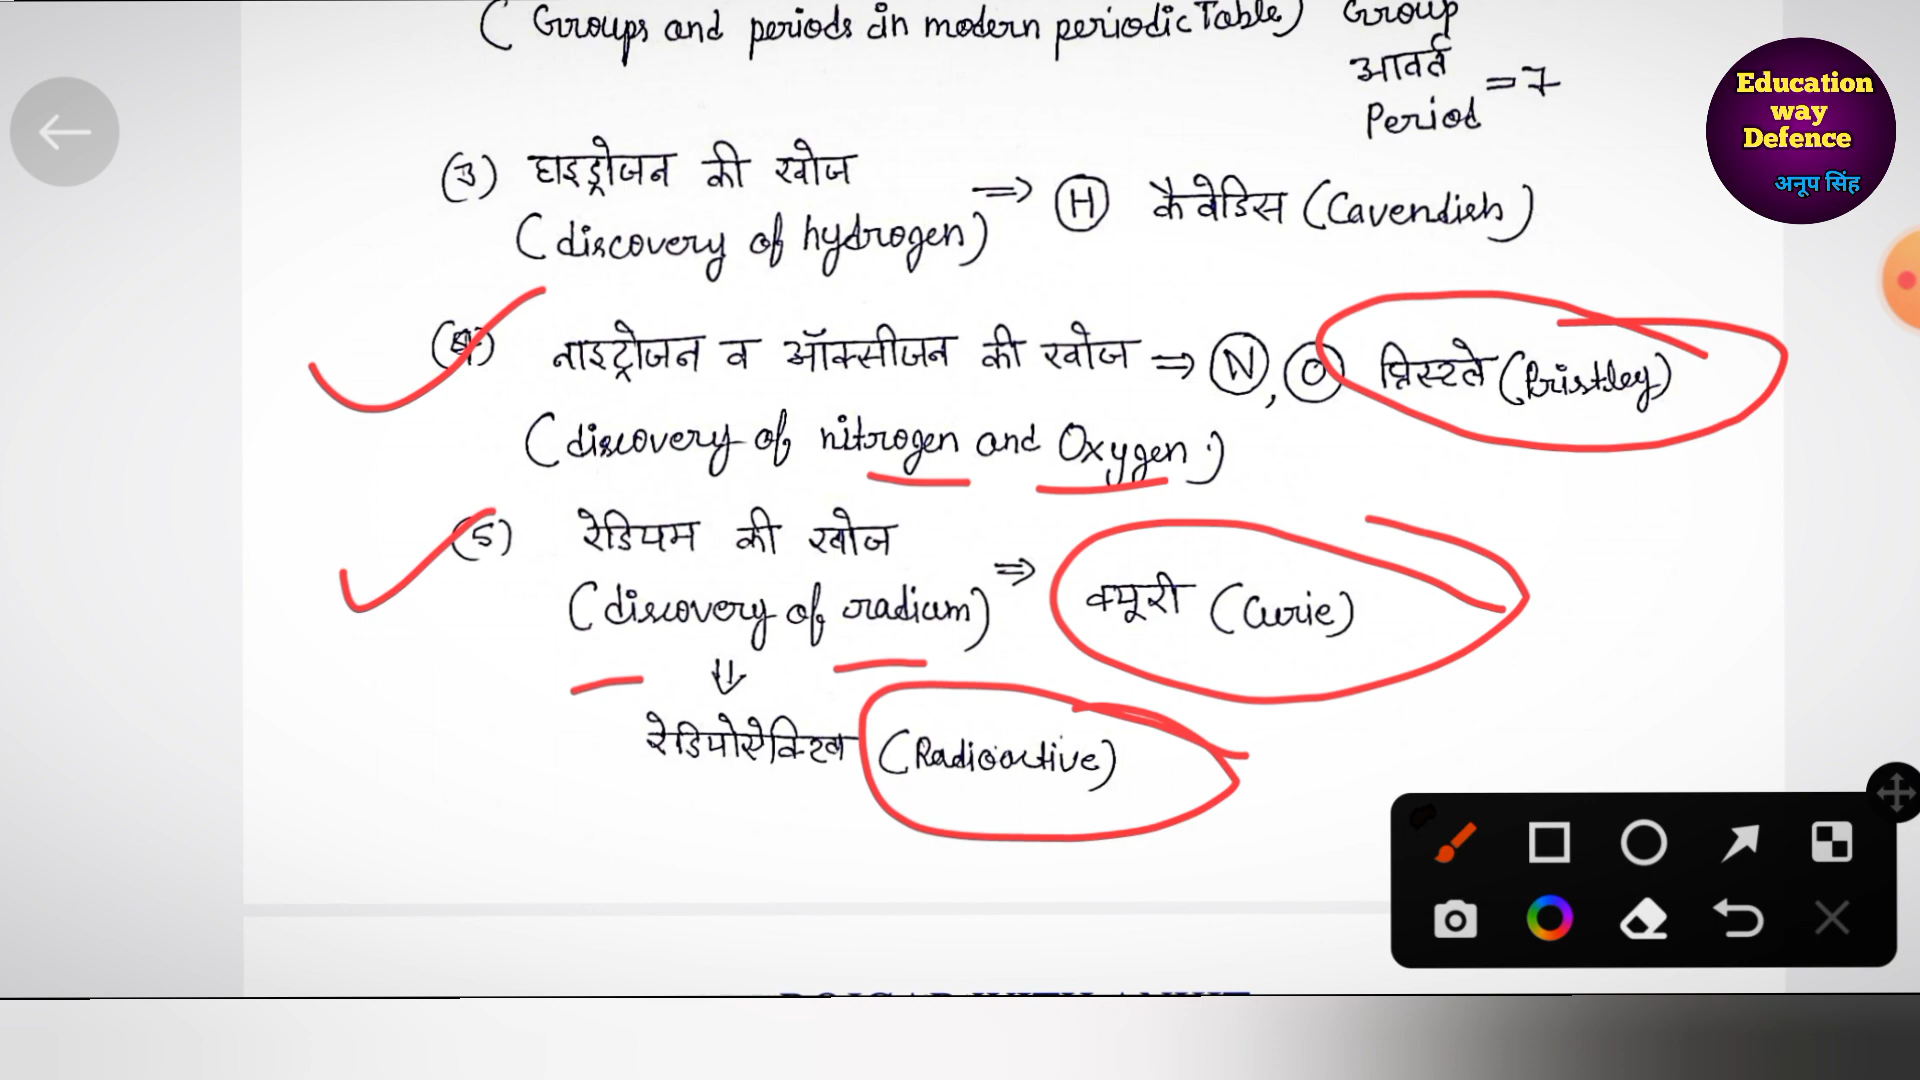 ( Groups and periods in modern periodic Table) Group
आवर्त
Period = 7
Education
way
Defence
अनूप सिंह
(3) हाइड्रोजन की खोज
(discovery of hydrogen) ⇒ (H) कैवेंडिस (Cavendish)
(4) नाइट्रोजन व ऑक्सीजन की खोज ⇒ (N), (O) प्रिस्टले (Pristley)
(discovery of nitrogen and Oxygen.)
(5) रेडियम की खोज
(discovery of radium) ⇒ क्यूरी (Curie)
⇓
रेडियोऐक्टिव (Radioactive)